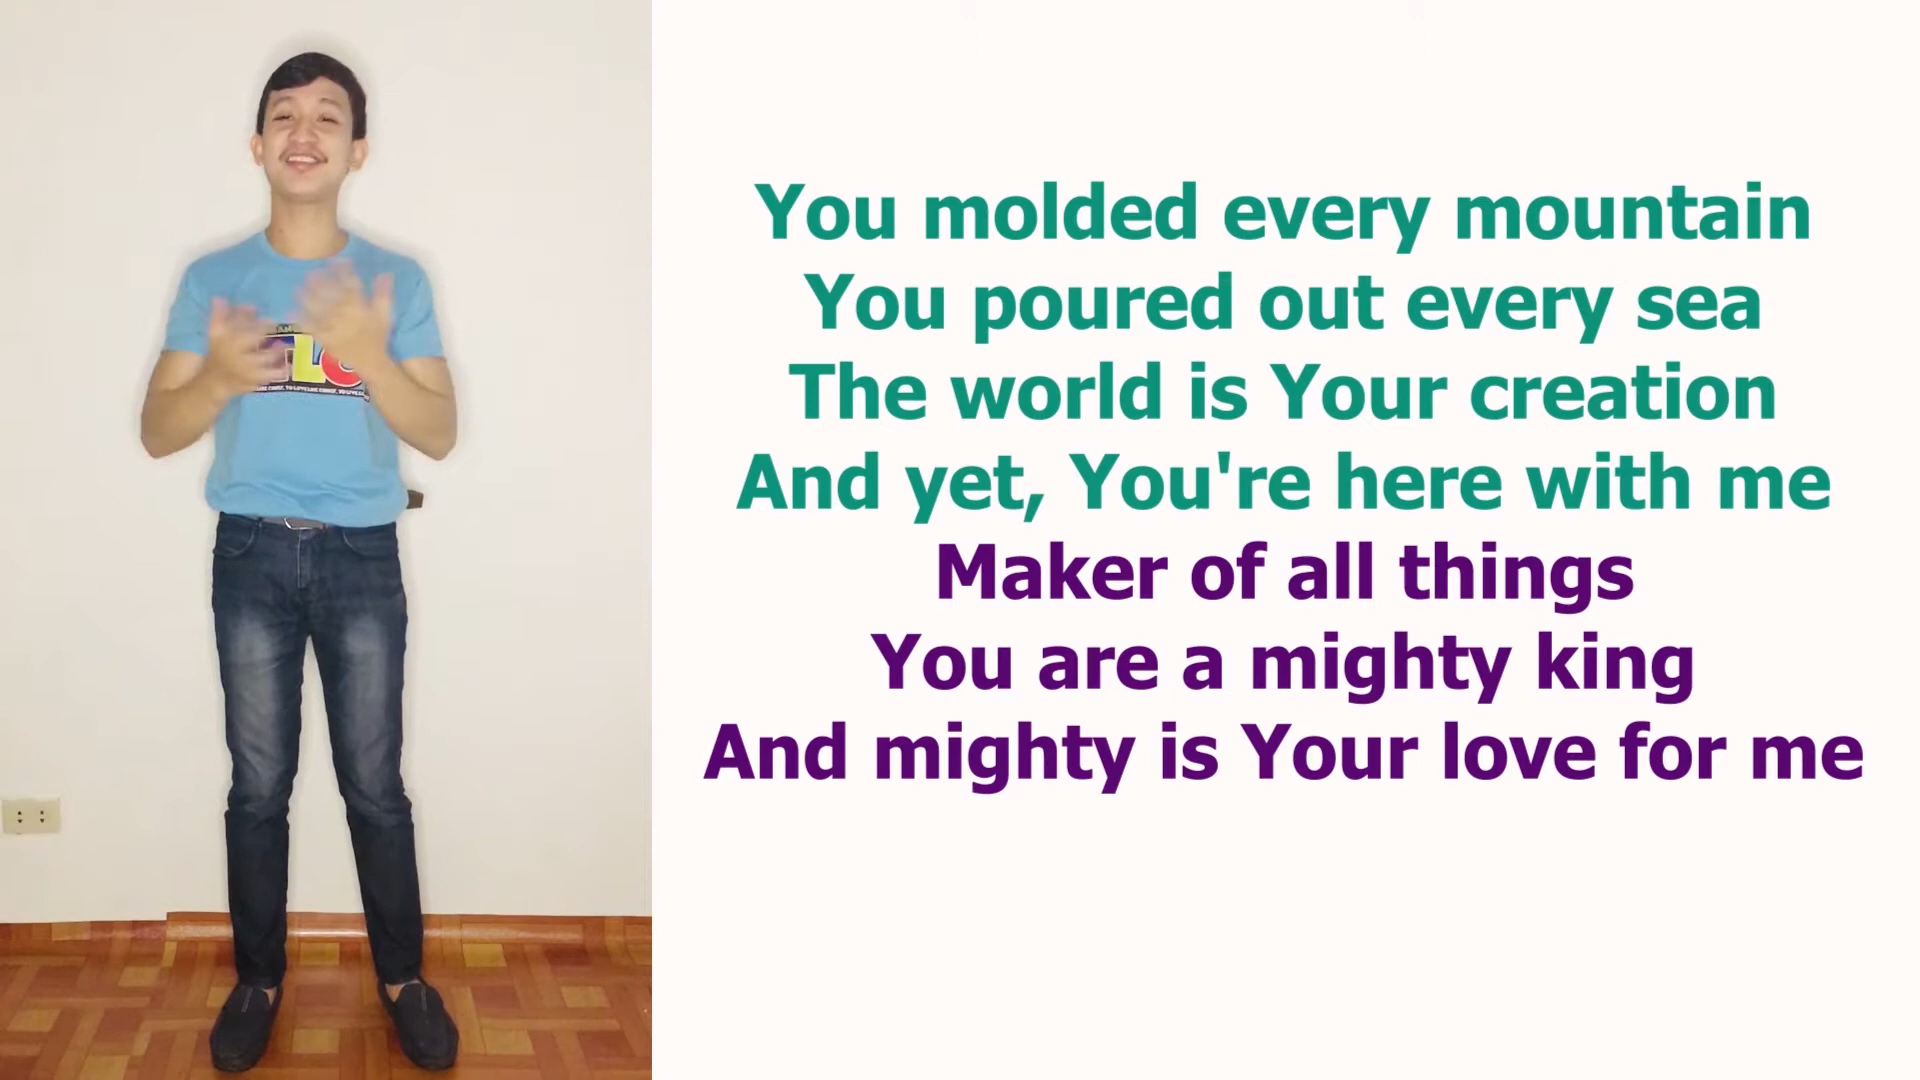 You molded every mountain
You poured out every sea
The world is Your creation
And yet, You're here with me
Maker of all things
You are a mighty king
And mighty is Your love for me